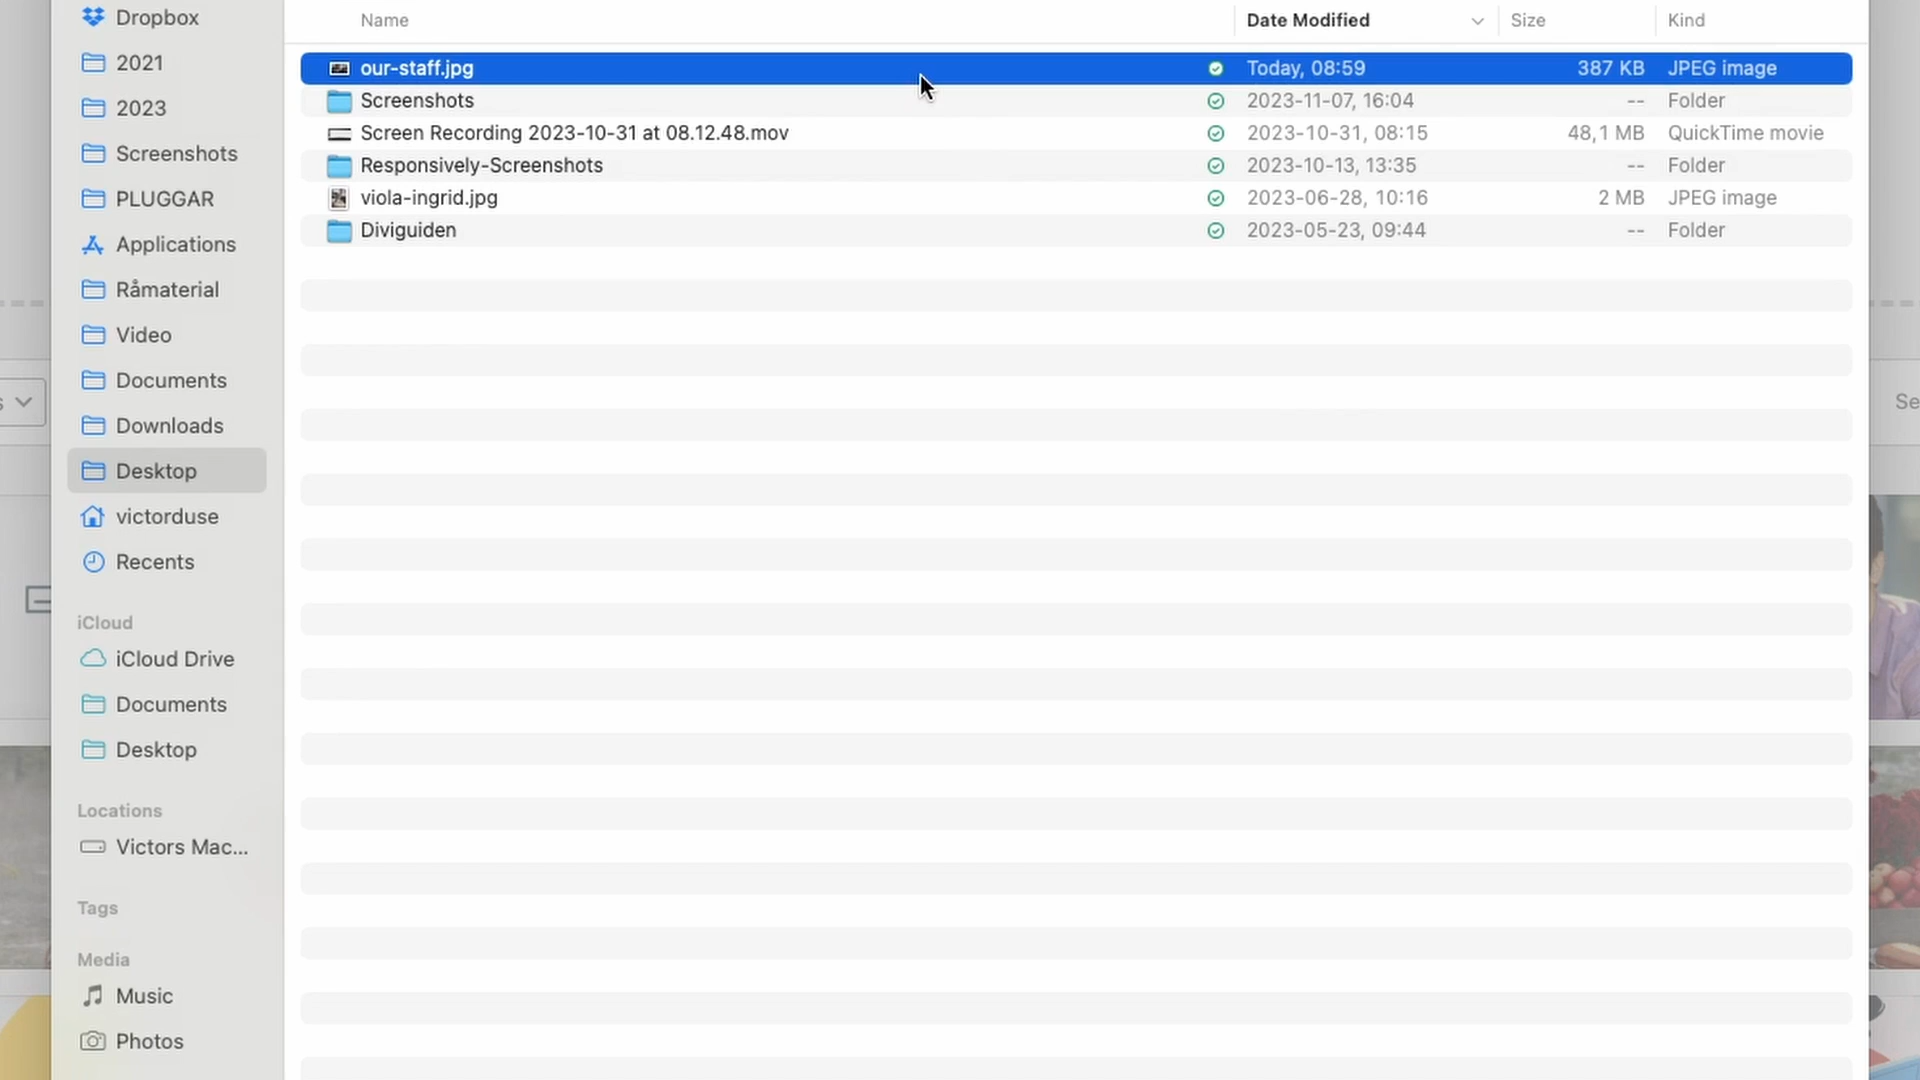 Name Date Modified Size Kind
Dropbox
2021
2023
Screenshots
PLUGGAR
Applications
Råmaterial
Video
Documents
Downloads
Desktop
victorduse
Recents
iCloud
iCloud Drive
Documents
Desktop
Locations
Victors Mac...
Tags
Media
Music
Photos
our-staff.jpg Today, 08:59 387 KB JPEG image
Screenshots 2023-11-07, 16:04 -- Folder
Screen Recording 2023-10-31 at 08.12.48.mov 2023-10-31, 08:15 48,1 MB QuickTime movie
Responsively-Screenshots 2023-10-13, 13:35 -- Folder
viola-ingrid.jpg 2023-06-28, 10:16 2 MB JPEG image
Diviguiden 2023-05-23, 09:44 -- Folder
s
Se